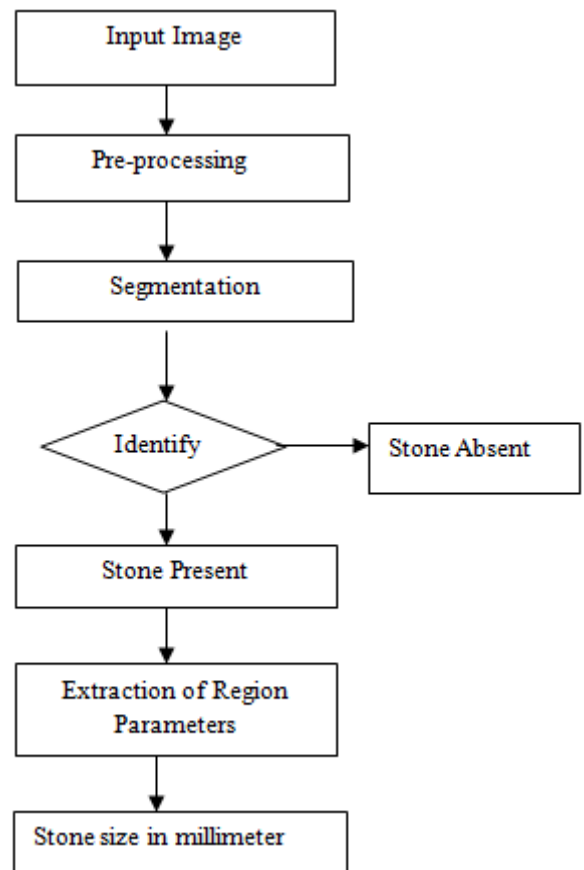 Input Image
Pre-processing
Segmentation
Identify
Stone Absent
Stone Present
Extraction of Region
Parameters
Stone size in millimeter